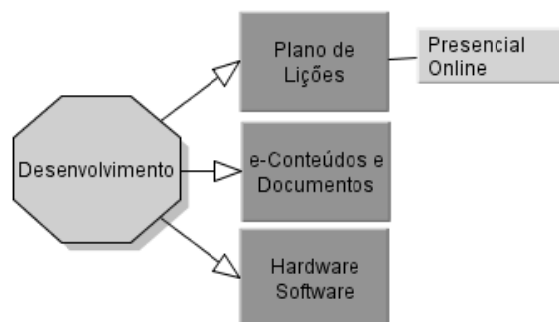 Desenvolvimento
Plano de
Lições
Presencial
Online
e-Conteúdos e
Documentos
Hardware
Software